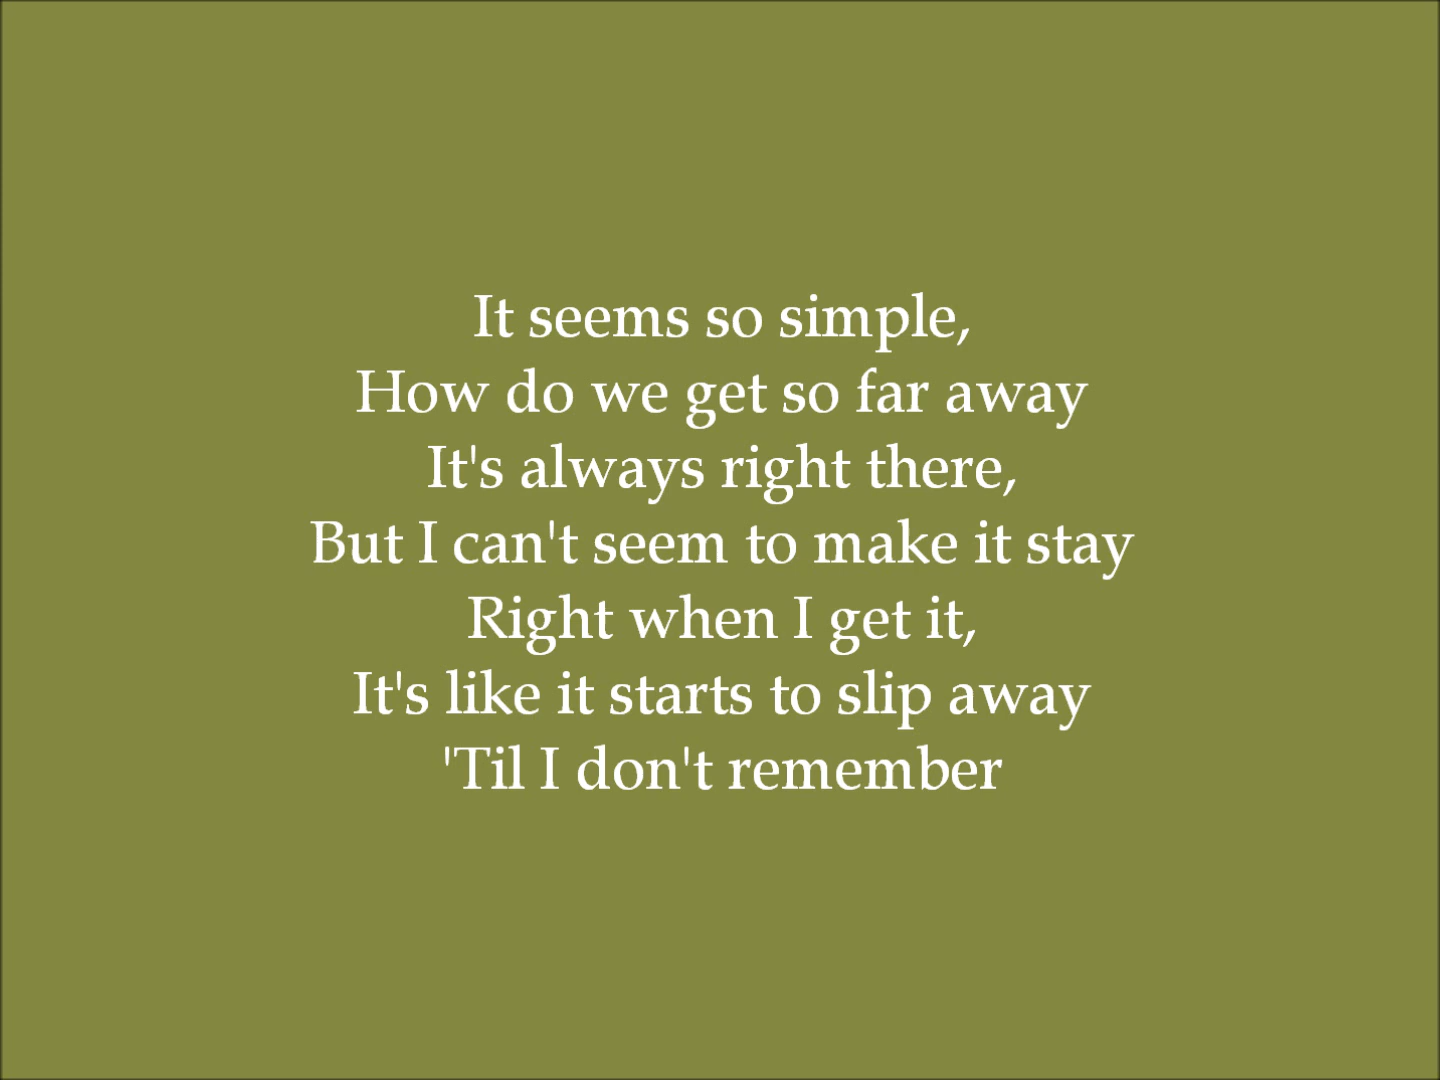 It seems so simple,
How do we get so far away
It's always right there,
But I can't seem to make it stay
Right when I get it,
It's like it starts to slip away
'Til I don't remember